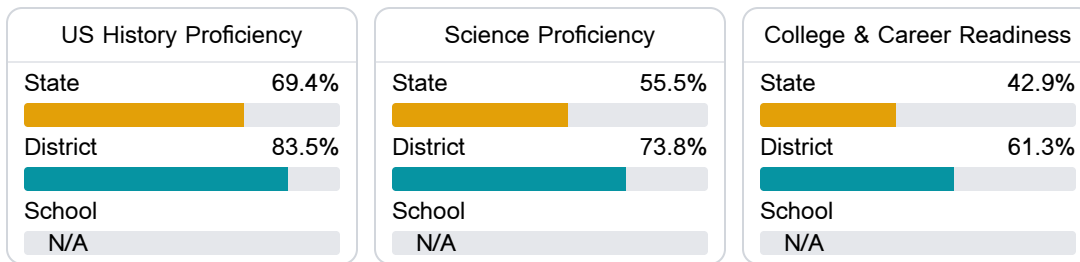 US History Proficiency
State 69.4%
District 83.5%
School
N/A
Science Proficiency
State 55.5%
District 73.8%
School
N/A
College & Career Readiness
State 42.9%
District 61.3%
School
N/A